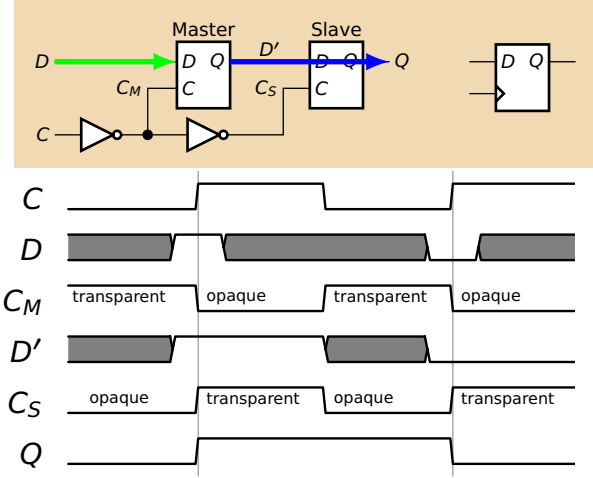 Master Slave
D D Q D′ D Q Q D Q
C_M C C_S C
C
C
D
C_M transparent opaque transparent opaque
D′
C_S opaque transparent opaque transparent
Q